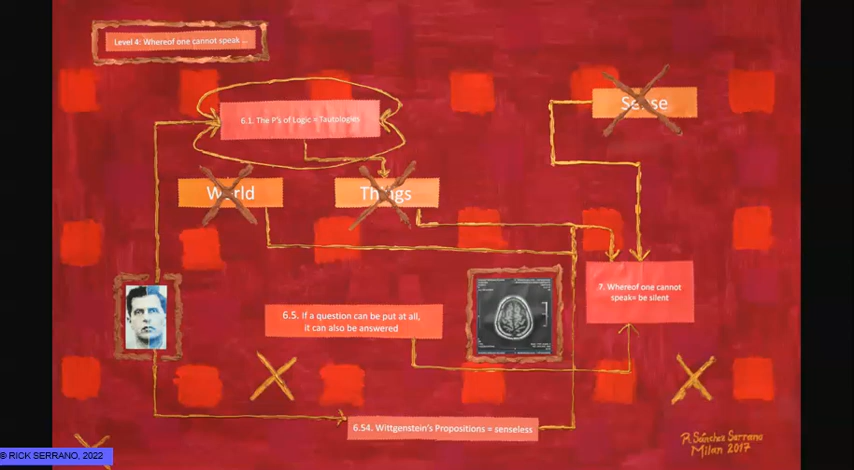 Level 4: Whereof one cannot speak ...
Sense
6.1. The P's of Logic = Tautologies
World
Things
7. Whereof one cannot
speak= be silent
6.5. If a question can be put at all,
it can also be answered
6.54. Wittgenstein's Propositions = senseless
R. Sánchez Serrano
Milan 2017
© RICK SERRANO, 2022